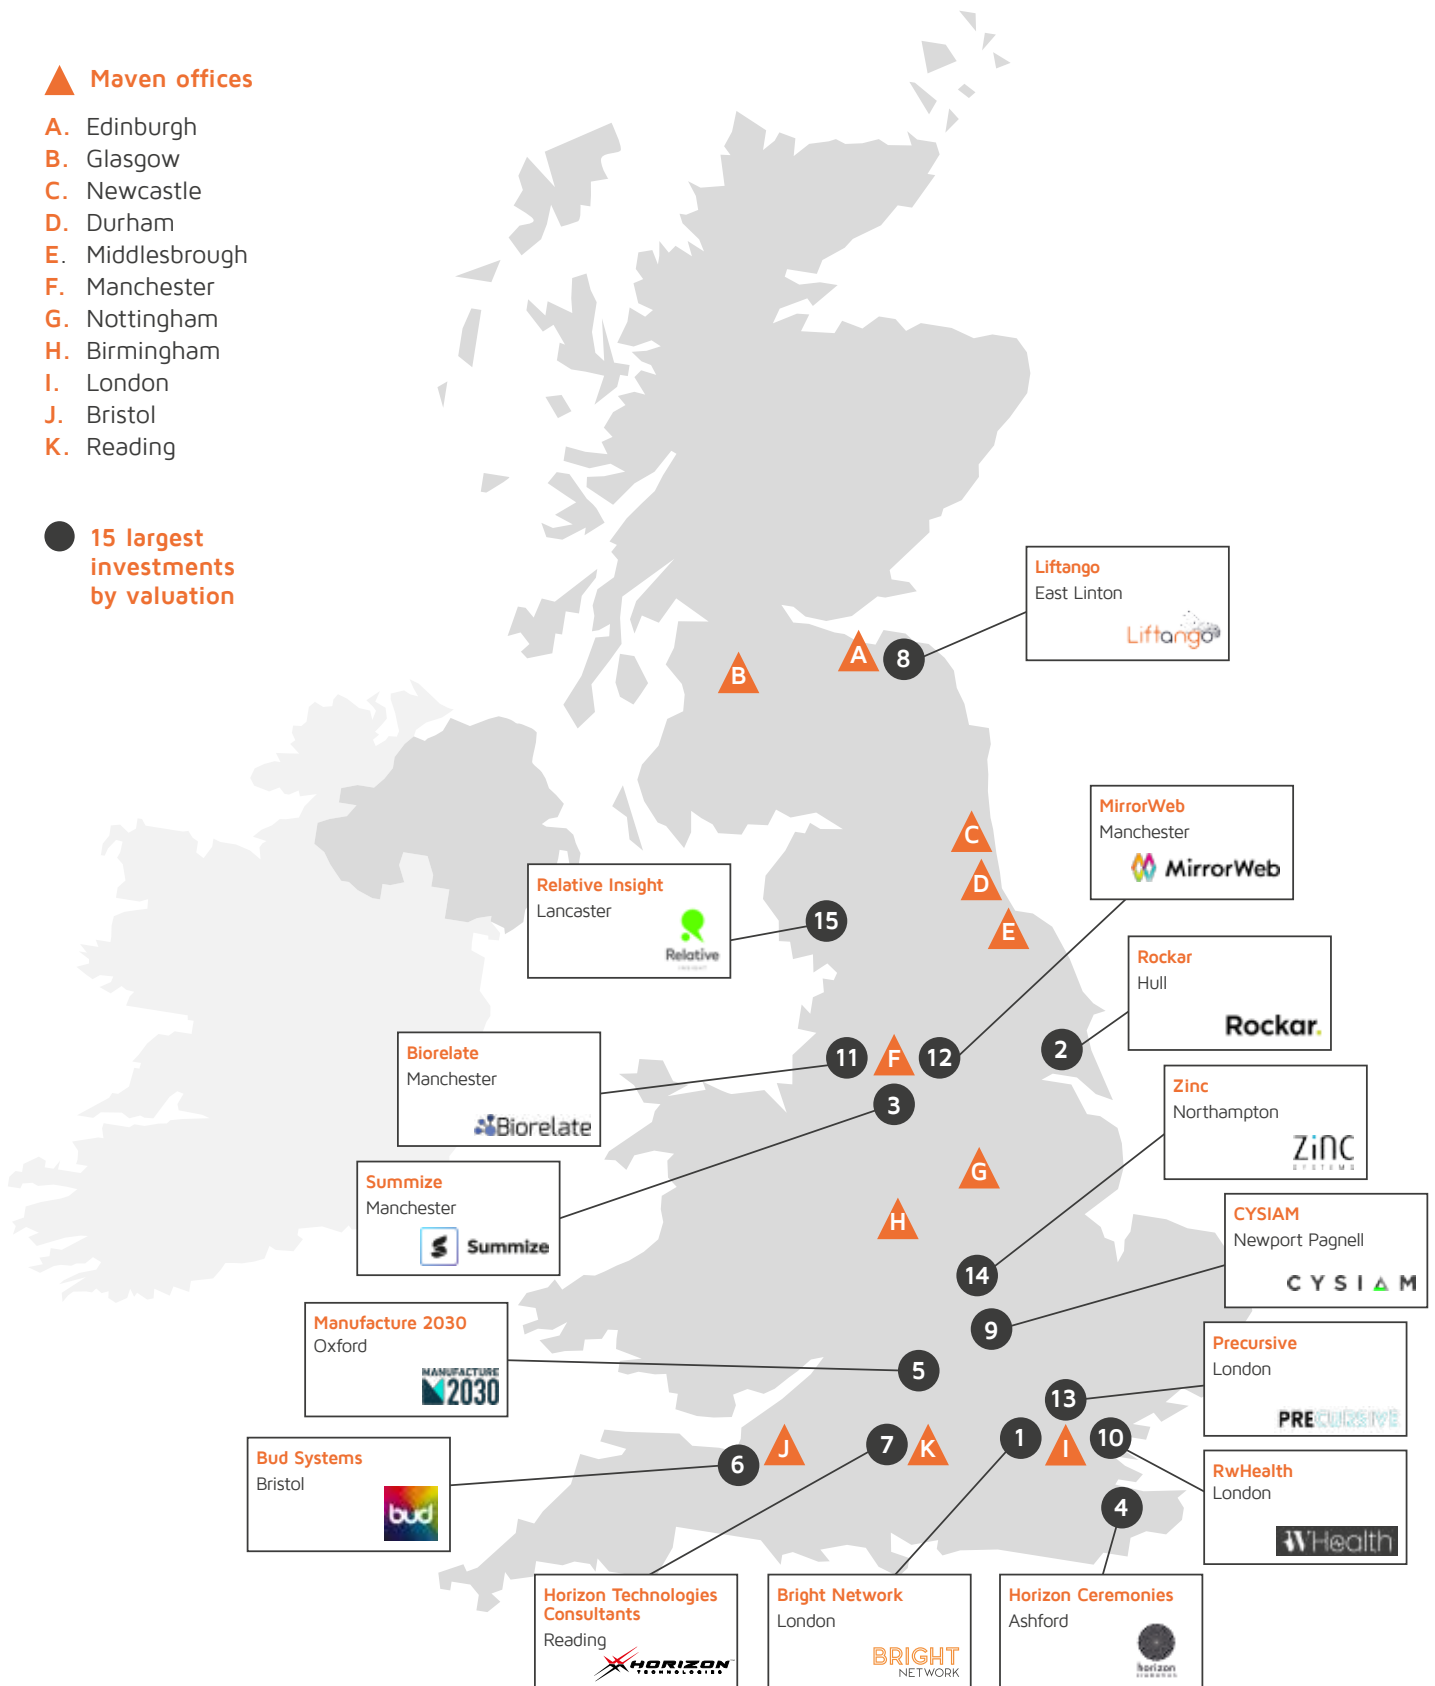 Maven offices
A. Edinburgh
B. Glasgow
C. Newcastle
D. Durham
E. Middlesbrough
F. Manchester
G. Nottingham
H. Birmingham
I. London
J. Bristol
K. Reading
15 largest
investments
by valuation
Liftango
East Linton
Liftango
A
8
B
MirrorWeb
Manchester
MirrorWeb
C
D
E
Relative Insight
Lancaster
Relative
15
Rockar
Hull
Rockar.
Biorelate
Manchester
Biorelate
11
F
12
2
3
Zinc
Northampton
ZINC
SYSTEMS
Summize
Manchester
Summize
G
H
CYSIAM
Newport Pagnell
CYSIAM
14
9
Manufacture 2030
Oxford
MANUFACTURE
2030
5
Precursive
London
PRECURSIVE
13
Bud Systems
Bristol
bud
6
J
7
K
1
I
10
RwHealth
London
RWHealth
4
Horizon Technologies
Consultants
Reading
HORIZON
TECHNOLOGIES
Bright Network
London
BRIGHT
NETWORK
Horizon Ceremonies
Ashford
horizon